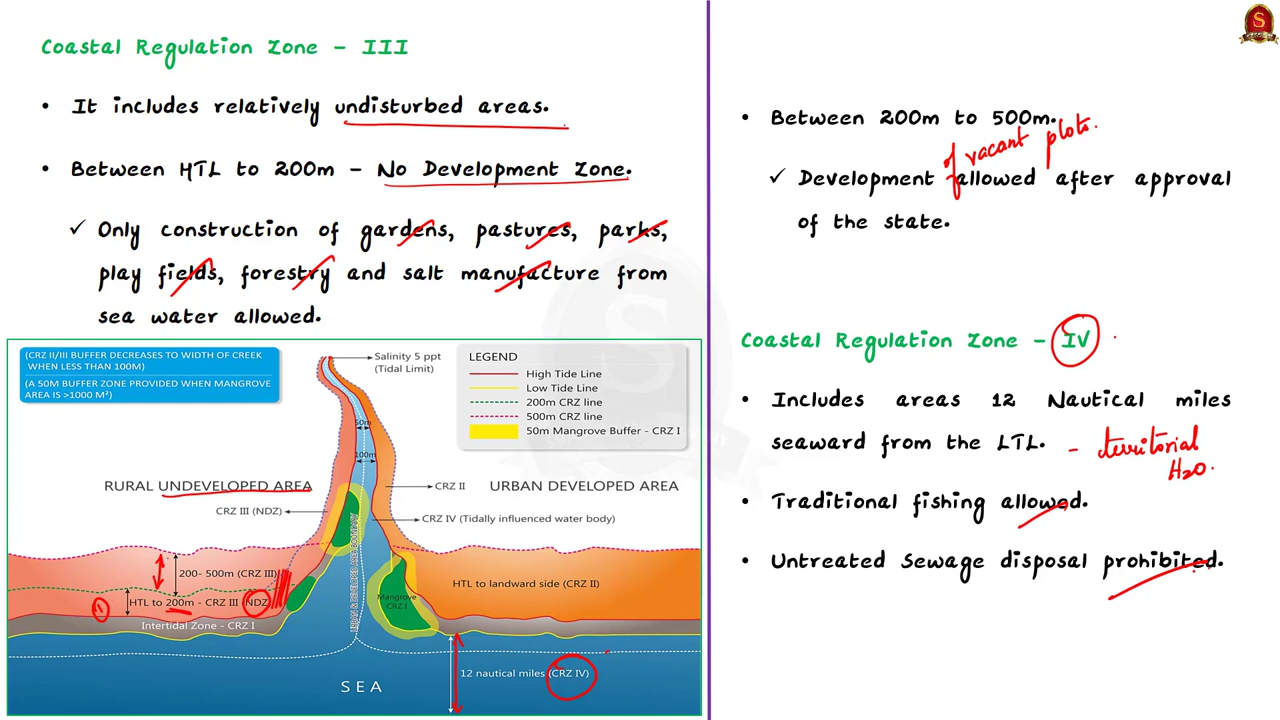 Coastal Regulation Zone - III
• It includes relatively undisturbed areas.
• Between HTL to 200m - No Development Zone.
✓ Only construction of gardens, pastures, parks,
play fields, forestry and salt manufacture from
sea water allowed.
(CRZ II/III BUFFER DECREASES TO WIDTH OF CREEK
WHEN LESS THAN 100M)
(A 50M BUFFER ZONE PROVIDED WHEN MANGROVE
AREA IS >1000 M²)
Salinity 5 ppt
(Tidal Limit)
LEGEND
High Tide Line
Low Tide Line
200m CRZ line
500m CRZ line
50m Mangrove Buffer - CRZ I
50m
100m
RURAL UNDEVELOPED AREA
CRZ II
URBAN DEVELOPED AREA
CRZ III (NDZ)
CRZ IV (Tidally influenced water body)
200- 500m (CRZ III)
HTL to landward side (CRZ II)
1
HTL to 200m - CRZ III (NDZ)
Mangrove
CRZ I
Intertidal Zone - CRZ I
12 nautical miles (CRZ IV)
SEA
• Between 200m to 500m.
of vacant plots.
✓ Development allowed after approval
of the state.
Coastal Regulation Zone - IV
• Includes areas 12 Nautical miles
seaward from the LTL. - territorial
H2O.
• Traditional fishing allowed.
• Untreated Sewage disposal prohibited.